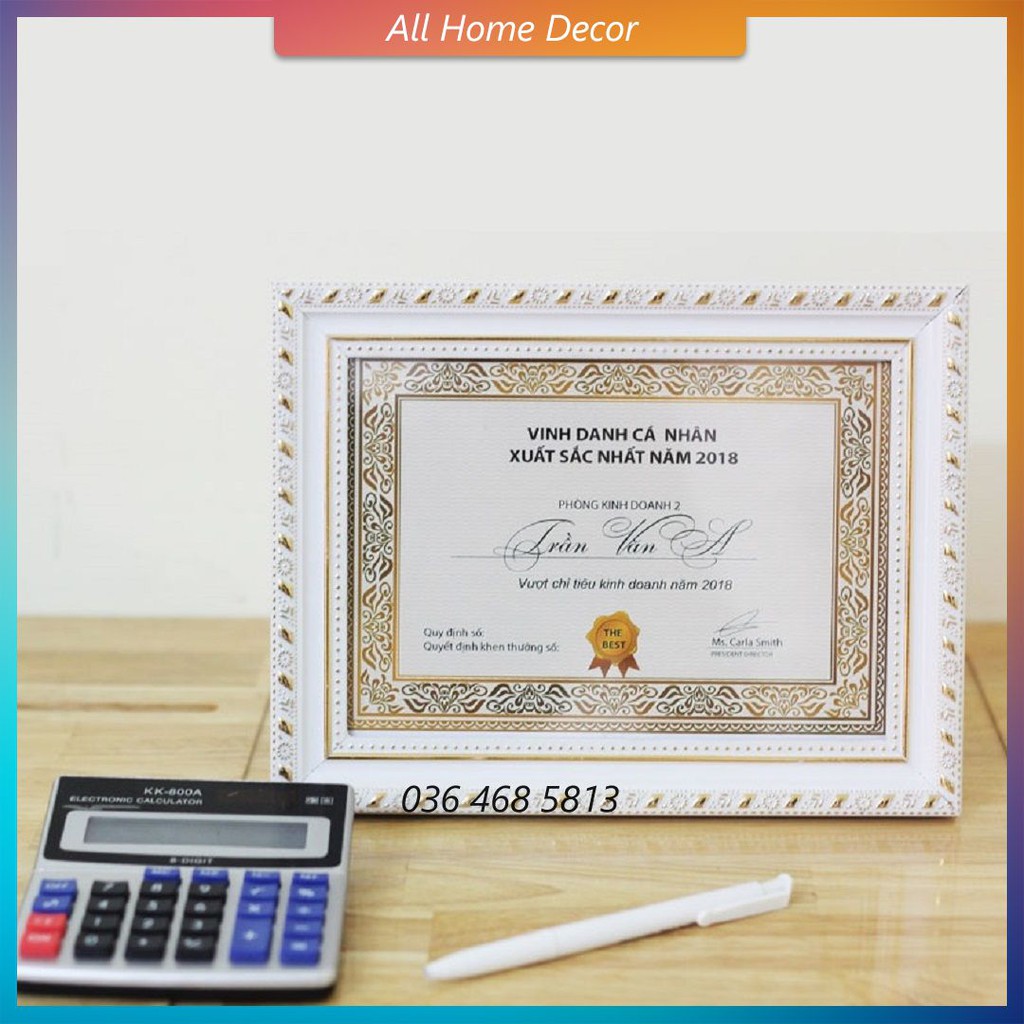 All Home Decor
VINH DANH CÁ NHÂN
XUẤT SẮC NHẤT NĂM 2018
PHÒNG KINH DOANH 2
Trần Văn A
Vượt chỉ tiêu kinh doanh năm 2018
Quy định số:
Quyết định khen thưởng số:
THE
BEST
Ms. Carla Smith
PRESIDENT DIRECTOR
KK-800A
ELECTRONIC CALCULATOR
8-DIGIT
036 468 5813